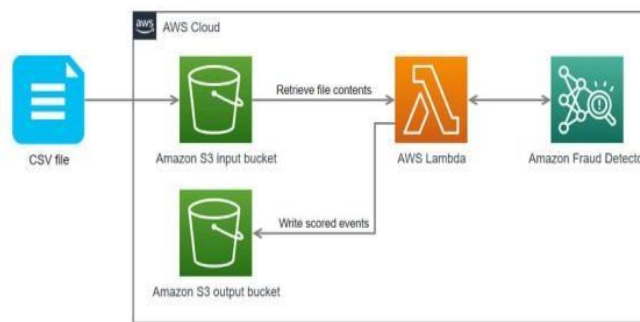 aws
AWS Cloud
Retrieve file contents
CSV file
Amazon S3 input bucket
AWS Lambda
Amazon Fraud Detecto
Write scored events
Amazon S3 output bucket